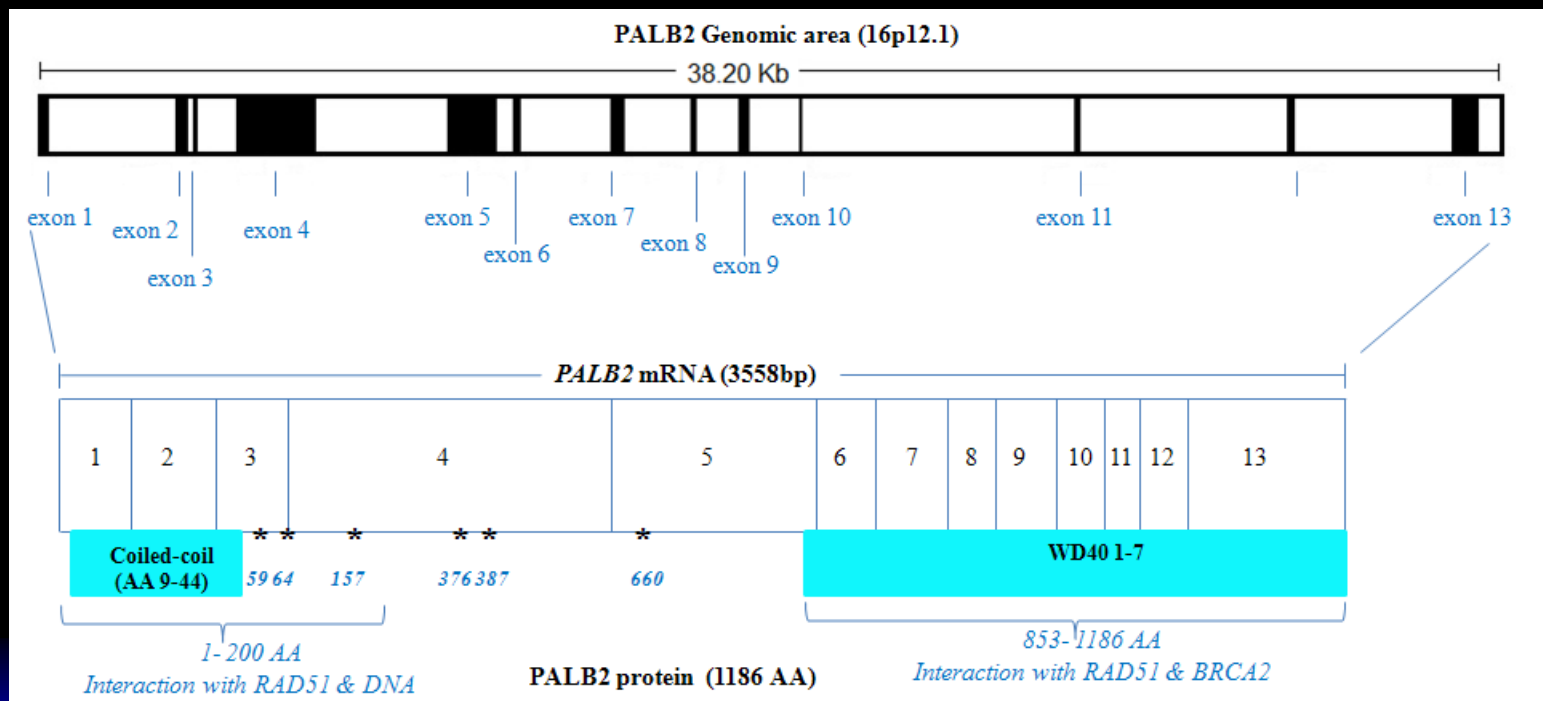 PALB2 Genomic area (16p12.1)
38.20 Kb
exon 1
exon 2
exon 3
exon 4
exon 5
exon 6
exon 7
exon 8
exon 9
exon 10
exon 11
exon 13
PALB2 mRNA (3558bp)
1 2 3 4 5 6 7 8 9 10 11 12 13
* * * * * *
Coiled-coil
(AA 9-44)
59 64 157 376 387 660
WD40 1-7
1-200 AA
Interaction with RAD51 & DNA
PALB2 protein (1186 AA)
853-1186 AA
Interaction with RAD51 & BRCA2